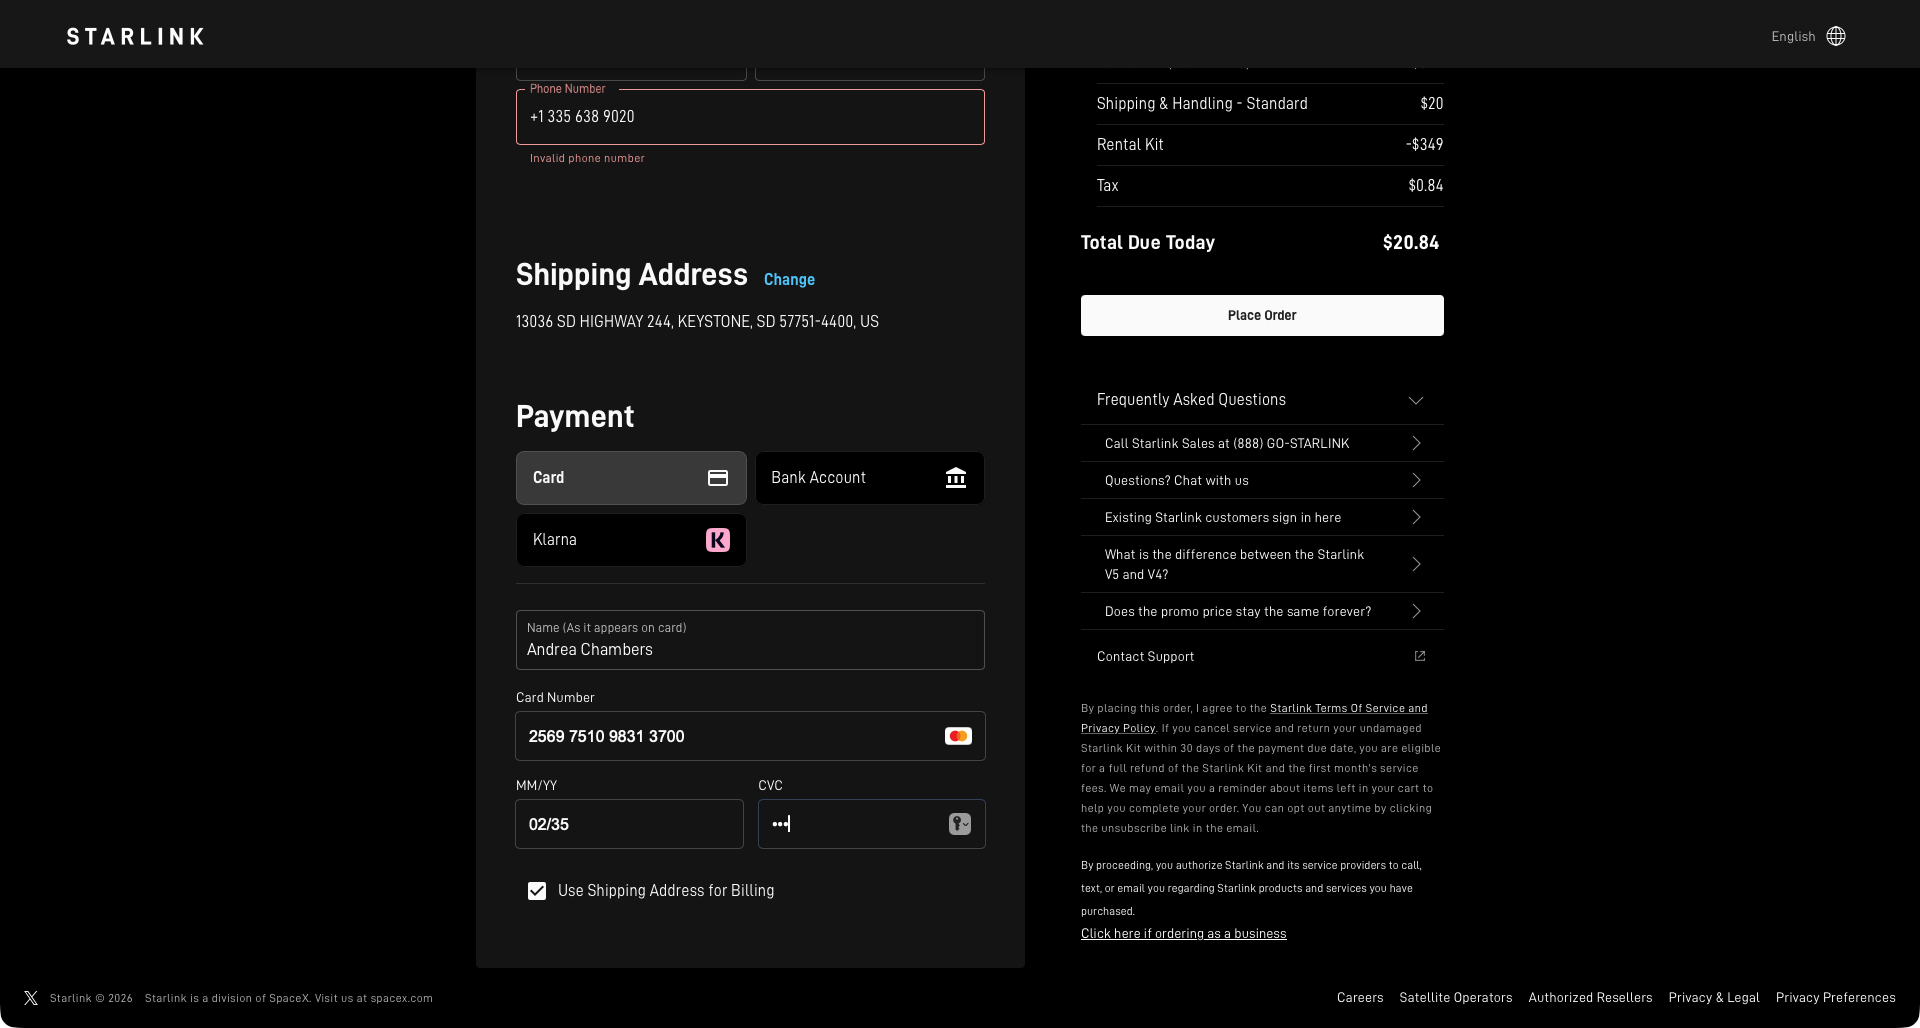 STARLINK
English
Phone Number
+1 335 638 9020
Invalid phone number
Shipping Address Change
13036 SD HIGHWAY 244, KEYSTONE, SD 57751-4400, US
Payment
Card
Bank Account
Klarna
Name (As it appears on card)
Andrea Chambers
Card Number
2569 7510 9831 3700
MM/YY
CVC
02/35
•••
Use Shipping Address for Billing
Shipping & Handling - Standard $20
Rental Kit -$349
Tax $0.84
Total Due Today $20.84
Place Order
Frequently Asked Questions
Call Starlink Sales at (888) GO-STARLINK
Questions? Chat with us
Existing Starlink customers sign in here
What is the difference between the Starlink
V5 and V4?
Does the promo price stay the same forever?
Contact Support
By placing this order, I agree to the Starlink Terms Of Service and
Privacy Policy. If you cancel service and return your undamaged
Starlink Kit within 30 days of the payment due date, you are eligible
for a full refund of the Starlink Kit and the first month's service
fees. We may email you a reminder about items left in your cart to
help you complete your order. You can opt out anytime by clicking
the unsubscribe link in the email.
By proceeding, you authorize Starlink and its service providers to call,
text, or email you regarding Starlink products and services you have
purchased.
Click here if ordering as a business
Starlink © 2026 Starlink is a division of SpaceX. Visit us at spacex.com
Careers Satellite Operators Authorized Resellers Privacy & Legal Privacy Preferences